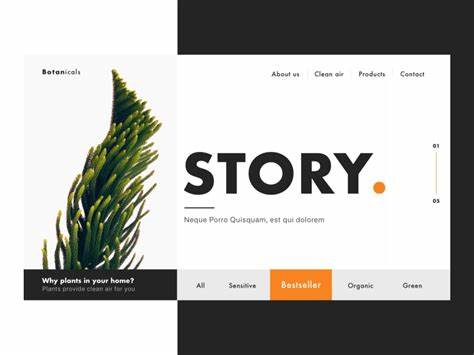 Botanicals
About us
Clean air
Products
Contact
STORY.
Neque Porro Quisquam, est qui dolorem
01
05
Why plants in your home?
Plants provide clean air for you
All
Sensitive
Bestseller
Organic
Green